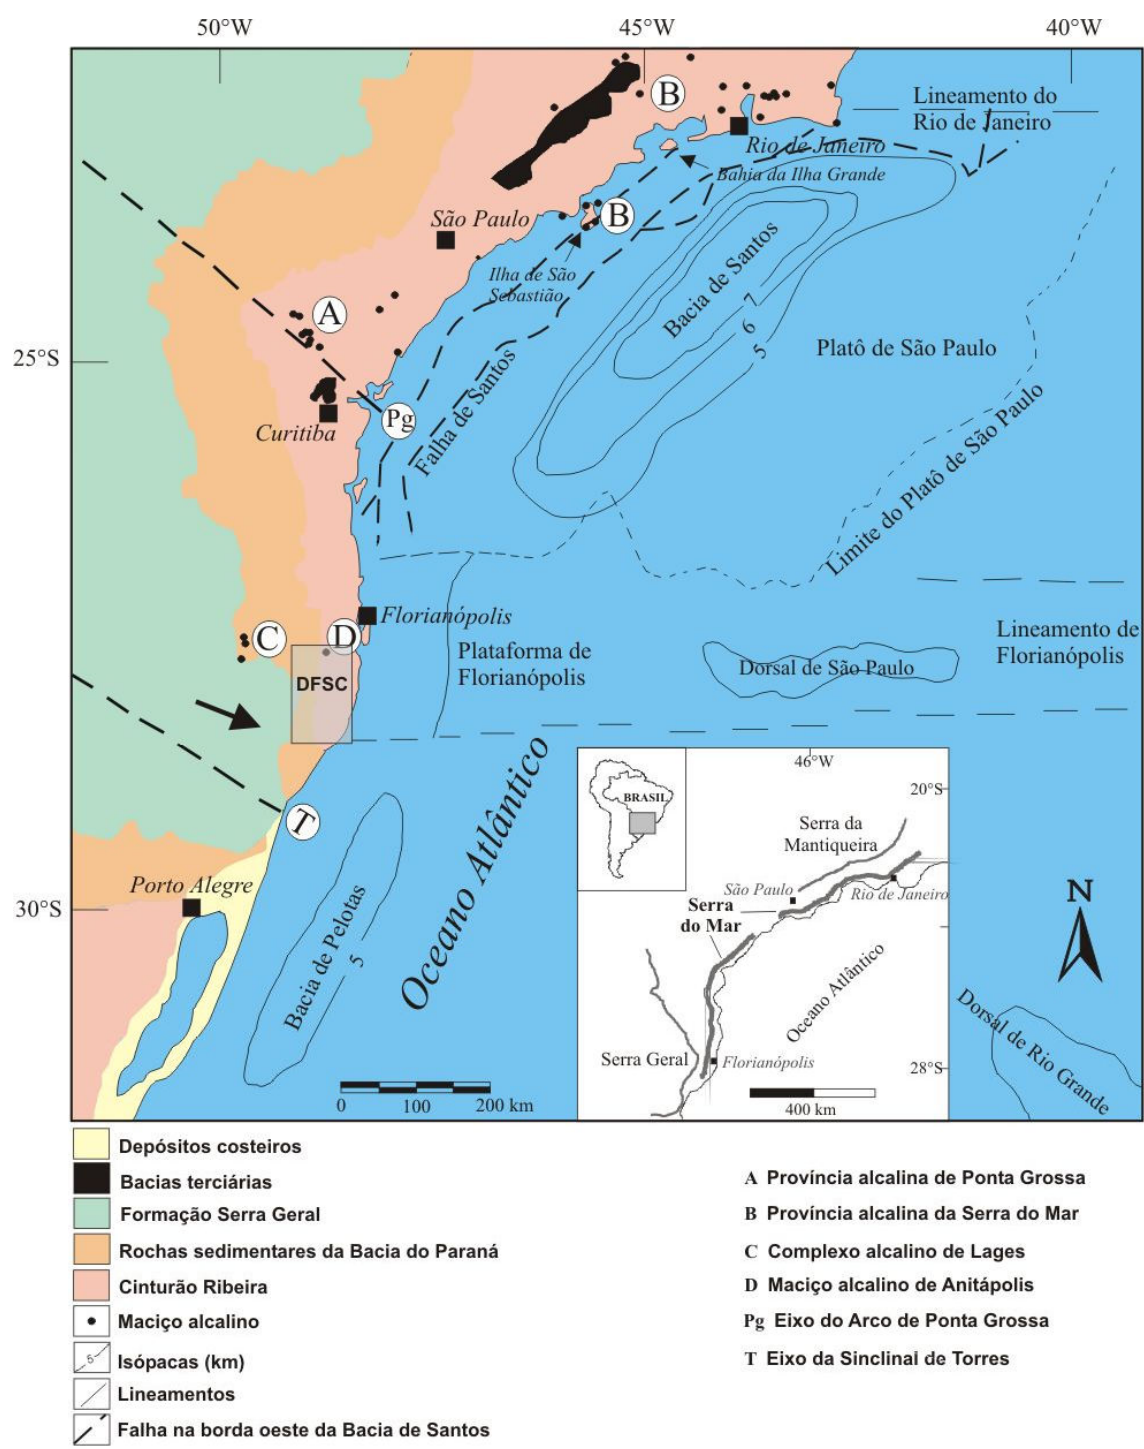 50°W
45°W
40°W
25°S
30°S
B
Lineamento do
Rio de Janeiro
Rio de Janeiro
Bahia da Ilha Grande
São Paulo
B
Ilha de São
Sebastião
Bacia de Santos
7
6
5
A
Platô de São Paulo
Curitiba
Pg
Falha de Santos
Limite do Platô de São Paulo
Florianópolis
C
D
DFSC
Plataforma de
Florianópolis
Dorsal de São Paulo
Lineamento de
Florianópolis
T
Porto Alegre
Bacia de Pelotas
5
Oceano Atlântico
0 100 200 km
BRASIL
46°W
20°S
Serra da
Mantiqueira
São Paulo
Rio de Janeiro
Serra
do Mar
Oceano Atlântico
Serra Geral
Florianópolis
28°S
400 km
N
Dorsal de Rio Grande
Depósitos costeiros
Bacias terciárias
Formação Serra Geral
Rochas sedimentares da Bacia do Paraná
Cinturão Ribeira
Maciço alcalino
5
Isópacas (km)
Lineamentos
Falha na borda oeste da Bacia de Santos
A Província alcalina de Ponta Grossa
B Província alcalina da Serra do Mar
C Complexo alcalino de Lages
D Maciço alcalino de Anitápolis
Pg Eixo do Arco de Ponta Grossa
T Eixo da Sinclinal de Torres